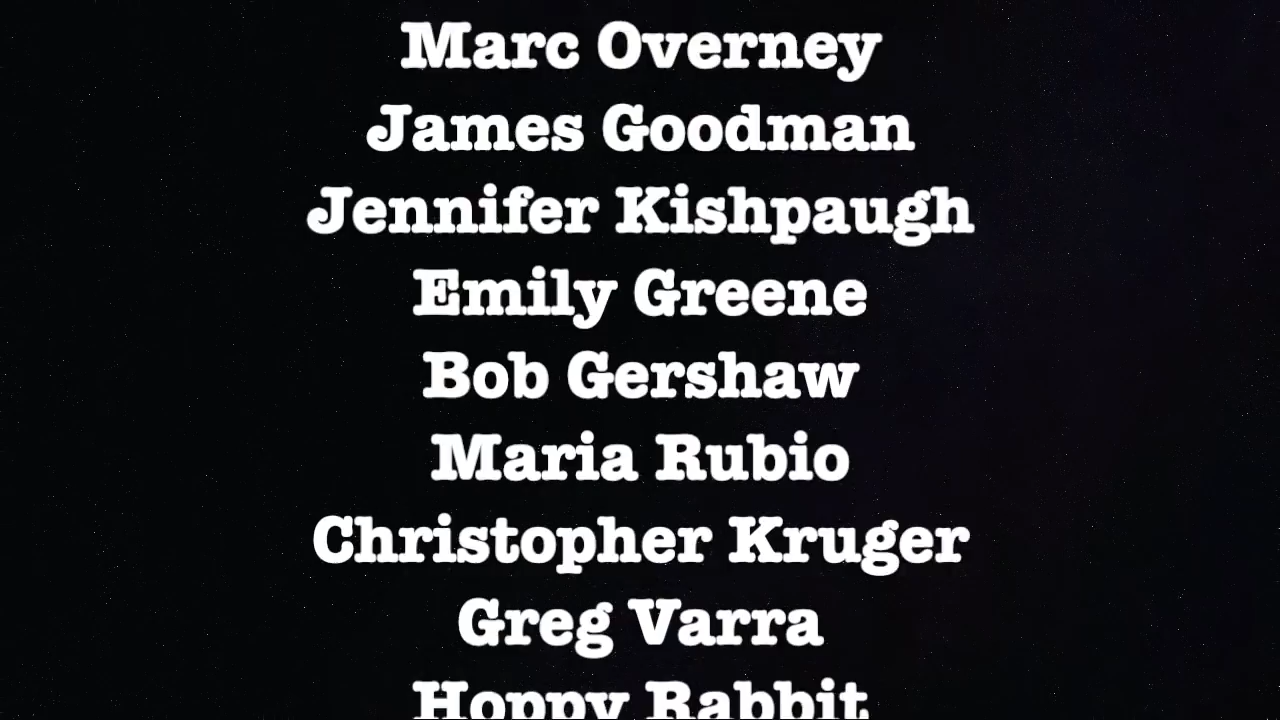 Marc Overney
James Goodman
Jennifer Kishpaugh
Emily Greene
Bob Gershaw
Maria Rubio
Christopher Kruger
Greg Varra
Hoppy Rabbit